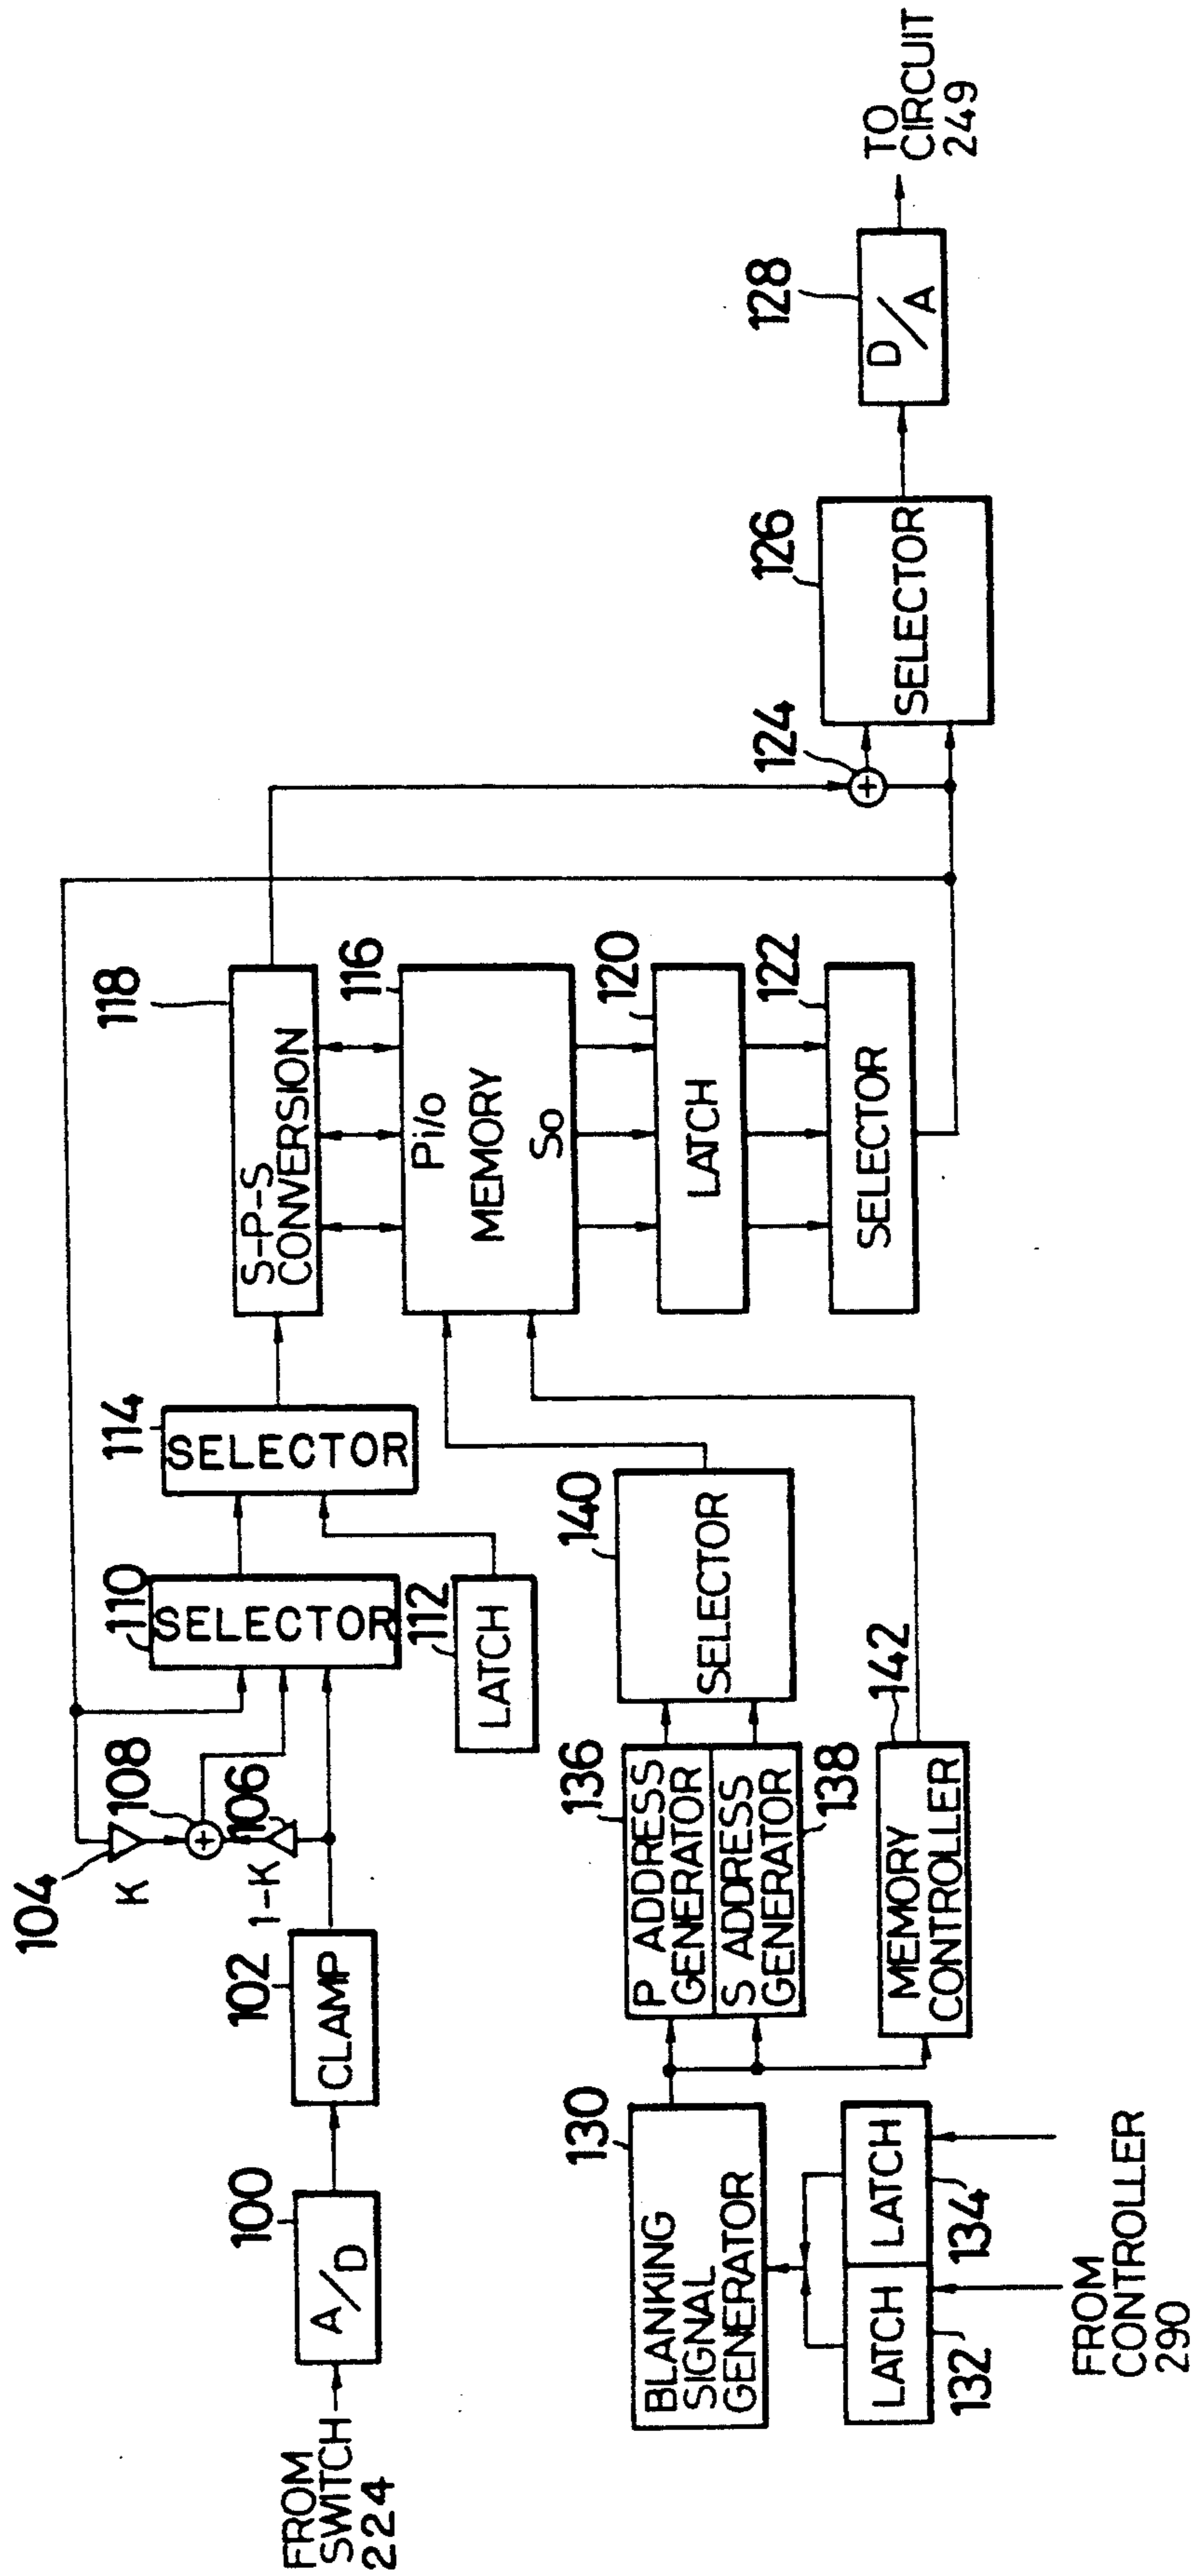 FROM
SWITCH
224
100
A/D
102
CLAMP
104
K
108
1-K
106
110
SELECTOR
112
LATCH
114
SELECTOR
118
S-P-S
CONVERSION
116
Pi/o
MEMORY
So
120
LATCH
122
SELECTOR
124
126
SELECTOR
128
D/A
TO
CIRCUIT
249
130
BLANKING
SIGNAL
GENERATOR
132
LATCH
134
LATCH
FROM
CONTROLLER
290
136
P ADDRESS
GENERATOR
S ADDRESS
GENERATOR
138
140
SELECTOR
142
MEMORY
CONTROLLER